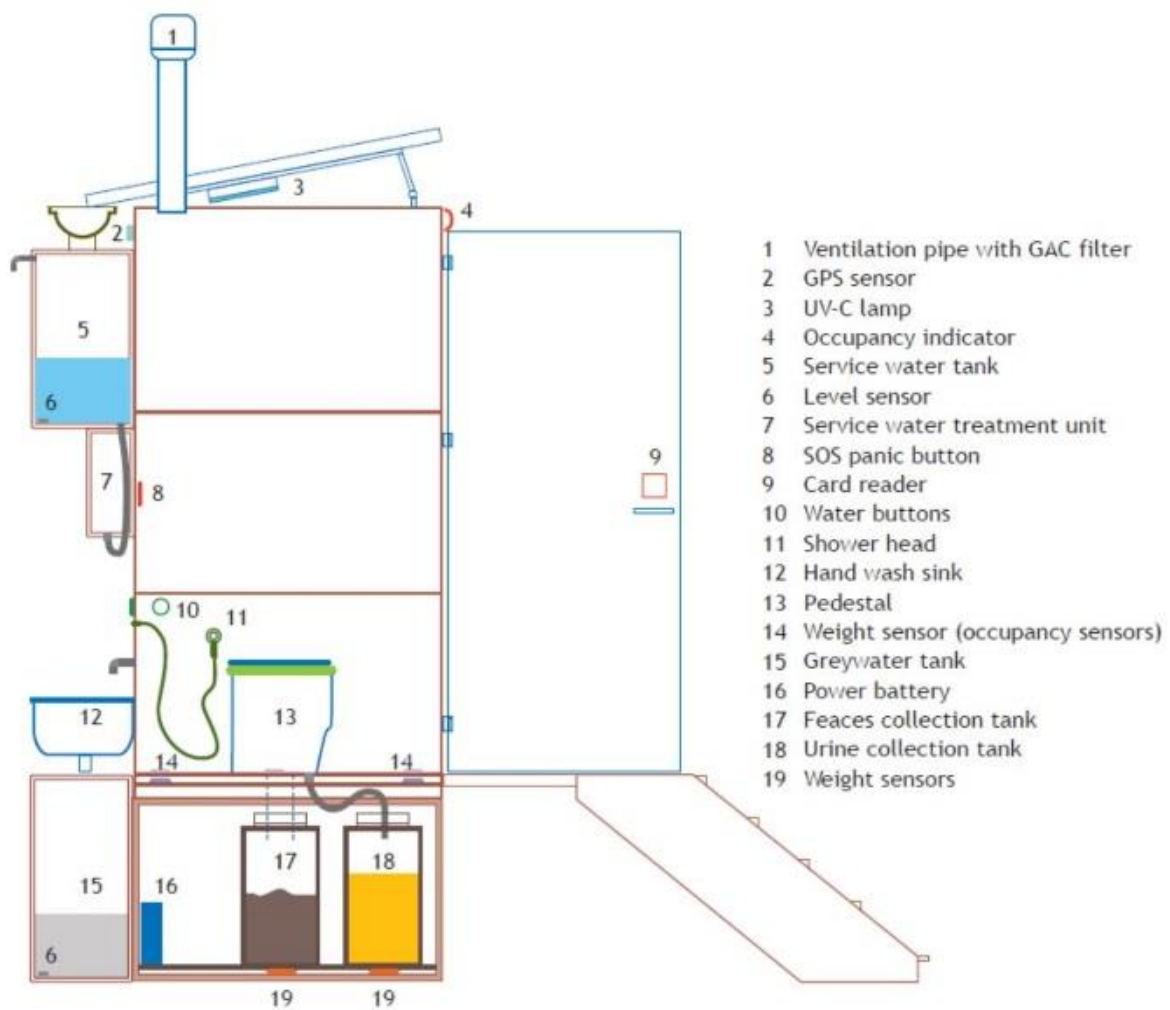 1
3
4
2
5
6
7
8
9
10
11
12
13
14 14
15
16
17
18
6
19 19
1 Ventilation pipe with GAC filter
2 GPS sensor
3 UV-C lamp
4 Occupancy indicator
5 Service water tank
6 Level sensor
7 Service water treatment unit
8 SOS panic button
9 Card reader
10 Water buttons
11 Shower head
12 Hand wash sink
13 Pedestal
14 Weight sensor (occupancy sensors)
15 Greywater tank
16 Power battery
17 Feaces collection tank
18 Urine collection tank
19 Weight sensors